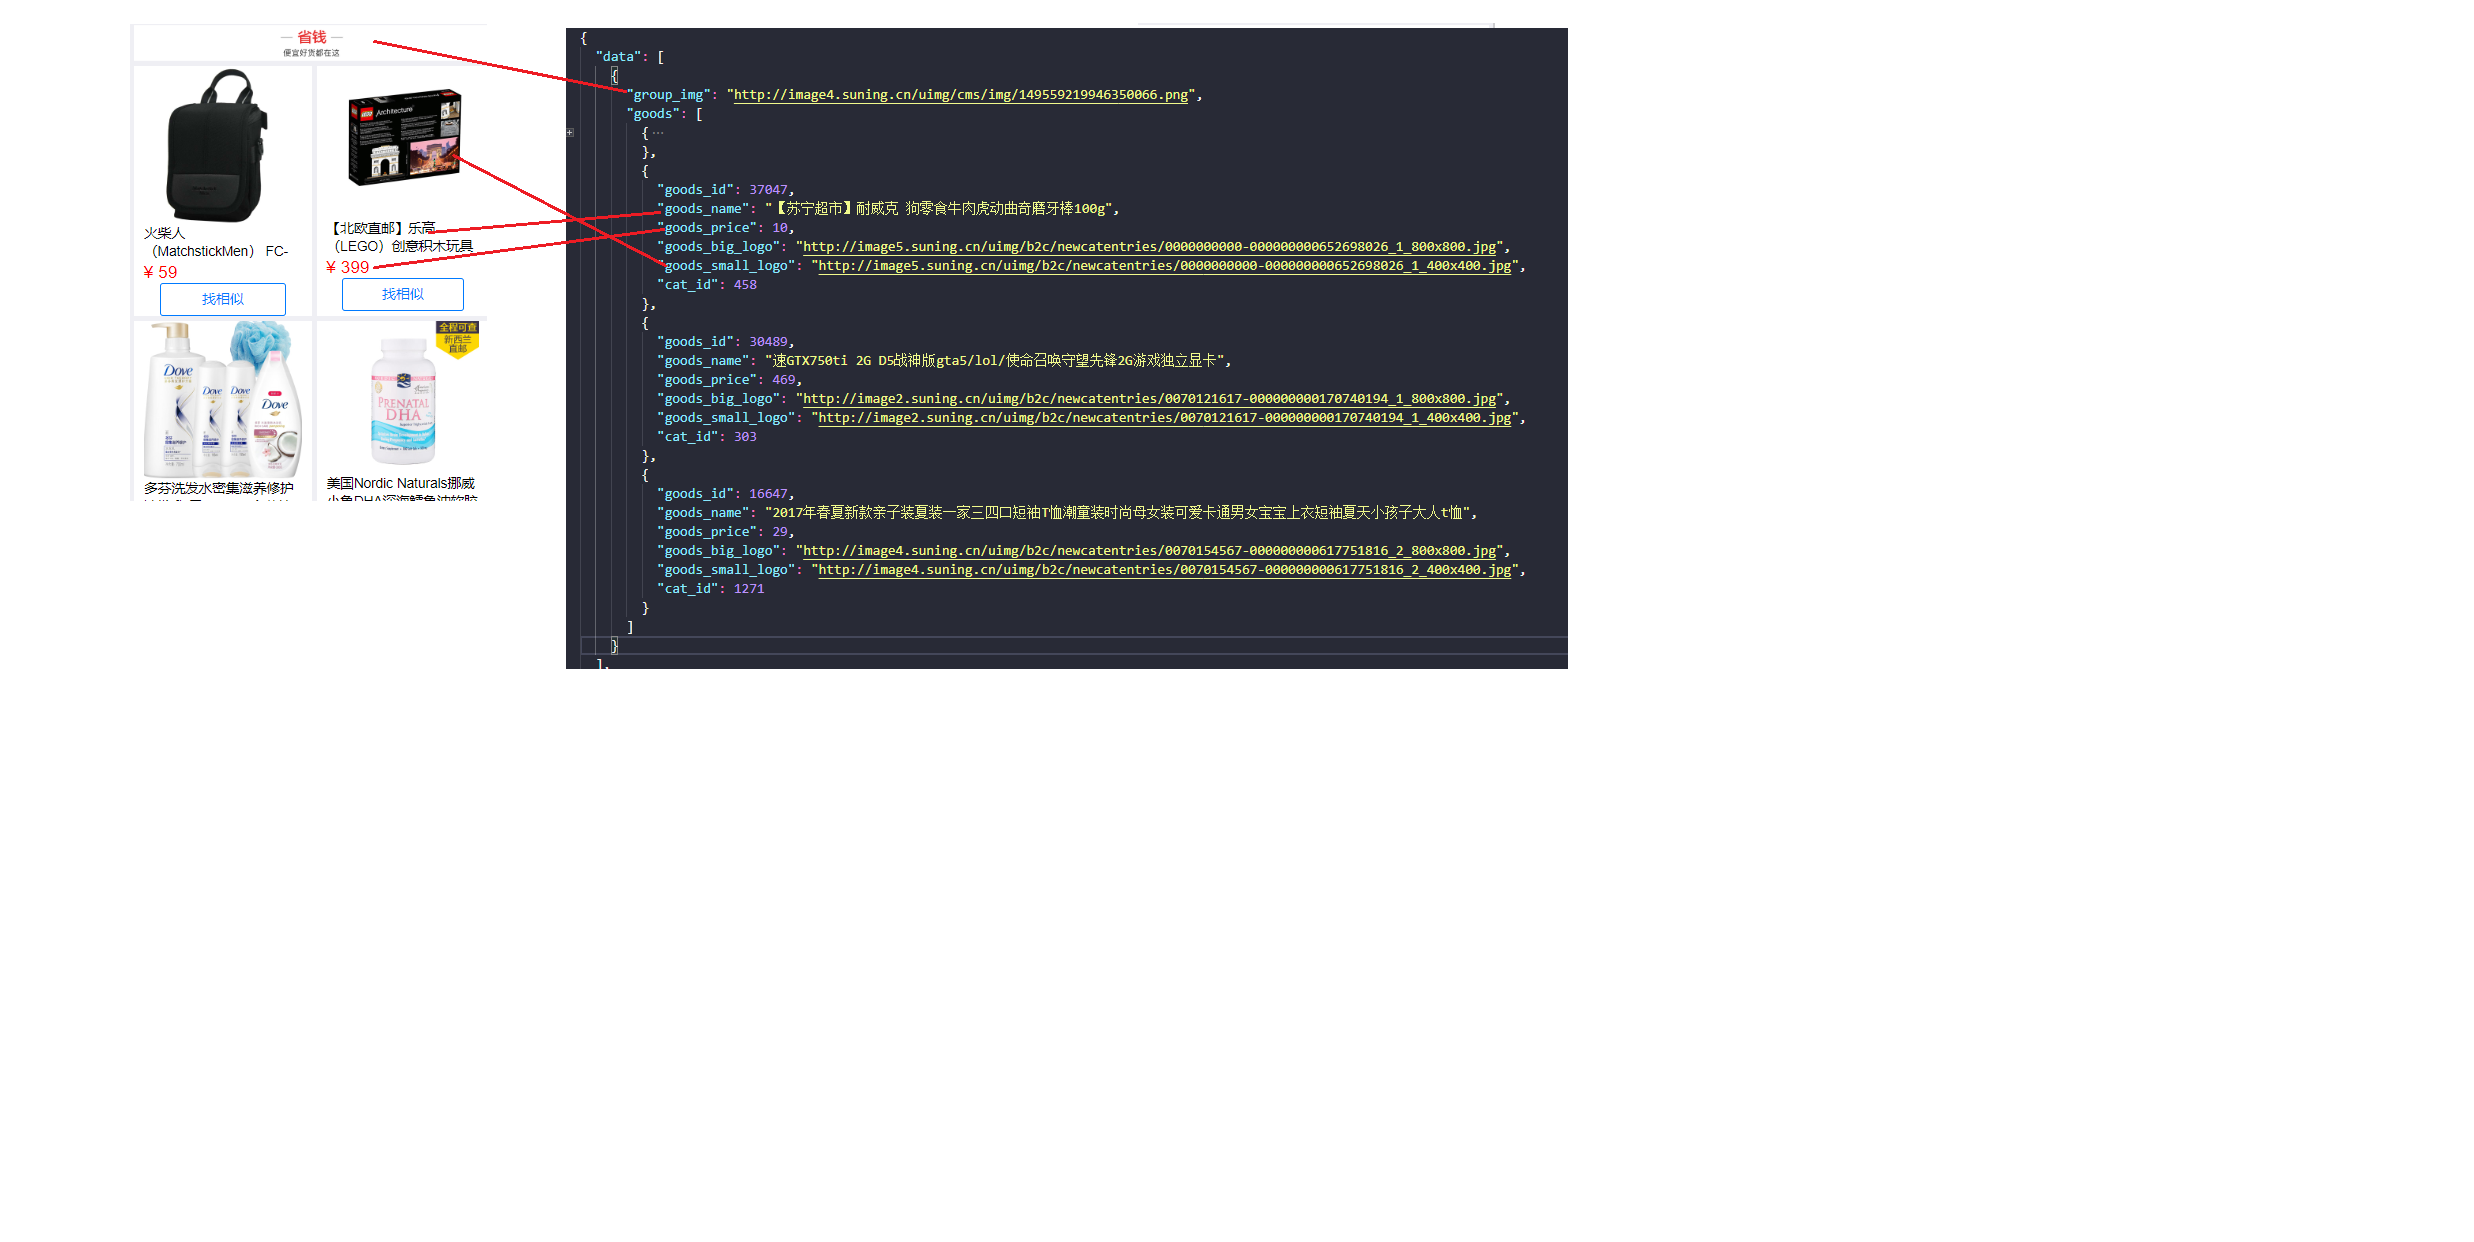 省钱
便宜好货都在这
LEGO Architecture
火柴人
（MatchstickMen） FC-
¥ 59
找相似
【北欧直邮】乐高
（LEGO）创意积木玩具
¥ 399
找相似
Dove
Dove
Dove
Dove
多芬洗发水密集滋养修护
全程可查
新西兰
直邮
PRENATAL
DHA
美国Nordic Naturals挪威
小鱼DHA深海鳕鱼油软胶
{
"data": [
{
"group_img": "http://image4.suning.cn/uimg/cms/img/149559219946350066.png",
"goods": [
{ ···
},
{
"goods_id": 37047,
"goods_name": "【苏宁超市】耐威克 狗零食牛肉虎动曲奇磨牙棒100g",
"goods_price": 10,
"goods_big_logo": "http://image5.suning.cn/uimg/b2c/newcatentries/0000000000-000000000652698026_1_800x800.jpg",
"goods_small_logo": "http://image5.suning.cn/uimg/b2c/newcatentries/0000000000-000000000652698026_1_400x400.jpg",
"cat_id": 458
},
{
"goods_id": 30489,
"goods_name": "速GTX750ti 2G D5战神版gta5/lol/使命召唤守望先锋2G游戏独立显卡",
"goods_price": 469,
"goods_big_logo": "http://image2.suning.cn/uimg/b2c/newcatentries/0070121617-000000000170740194_1_800x800.jpg",
"goods_small_logo": "http://image2.suning.cn/uimg/b2c/newcatentries/0070121617-000000000170740194_1_400x400.jpg",
"cat_id": 303
},
{
"goods_id": 16647,
"goods_name": "2017年春夏新款亲子装夏装一家三四口短袖T恤潮童装时尚母女装可爱卡通男女宝宝上衣短袖夏天小孩子大人t恤",
"goods_price": 29,
"goods_big_logo": "http://image4.suning.cn/uimg/b2c/newcatentries/0070154567-000000000617751816_2_800x800.jpg",
"goods_small_logo": "http://image4.suning.cn/uimg/b2c/newcatentries/0070154567-000000000617751816_2_400x400.jpg",
"cat_id": 1271
}
]
}
],